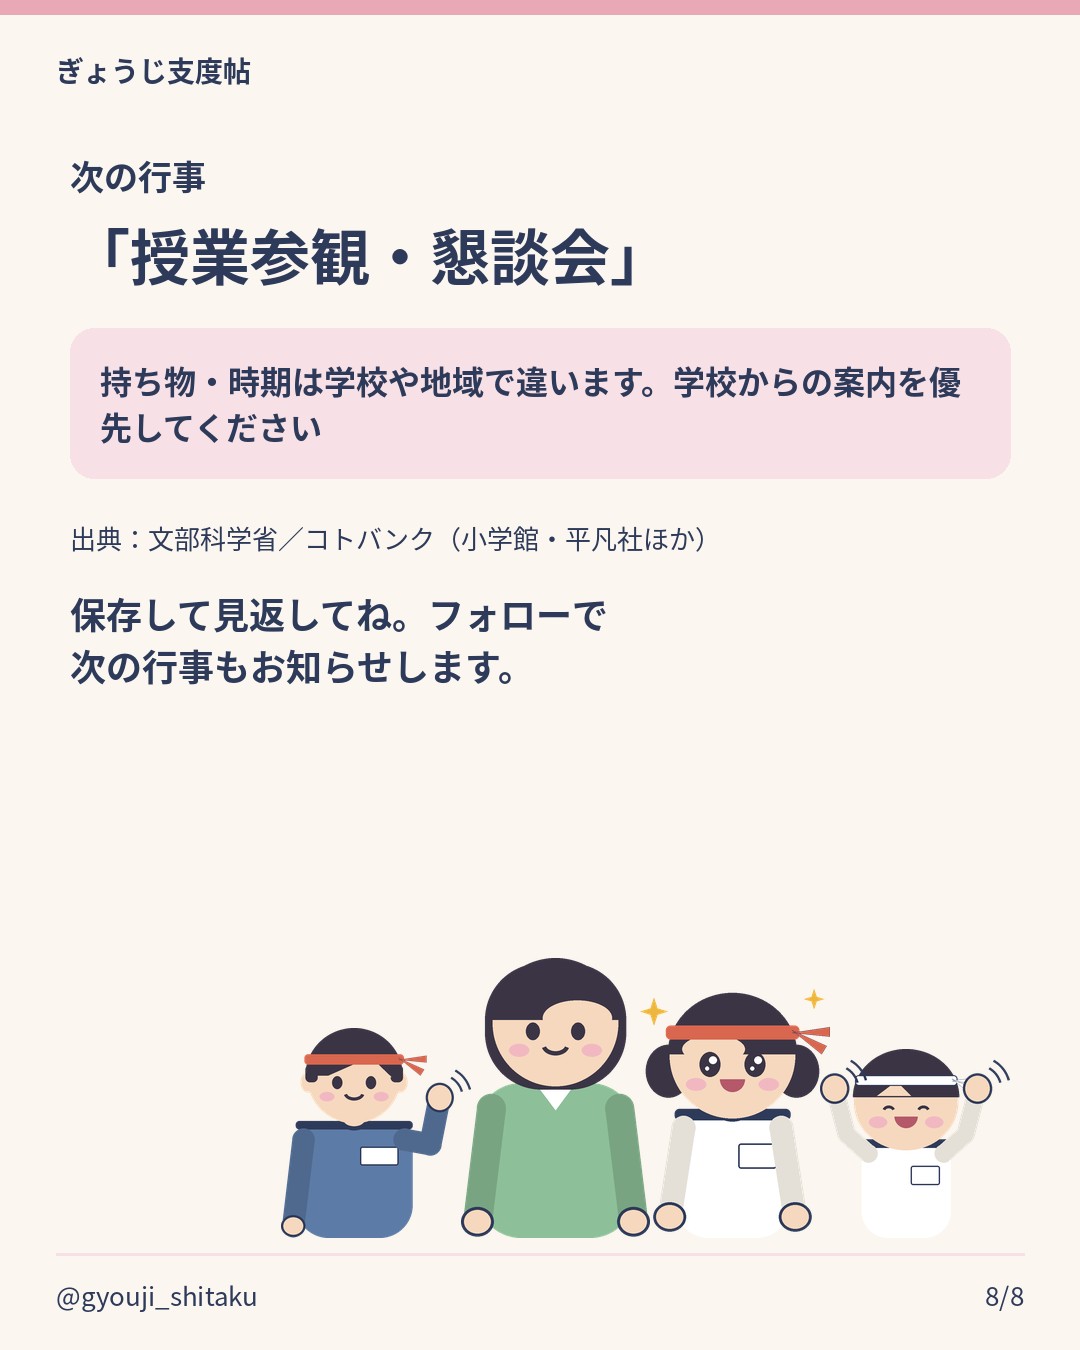 ぎょうじ支度帖
次の行事
「授業参観・懇談会」
持ち物・時期は学校や地域で違います。学校からの案内を優
先してください
出典：文部科学省／コトバンク（小学館・平凡社ほか）
保存して見返してね。フォローで
次の行事もお知らせします。
@gyouji_shitaku
8/8